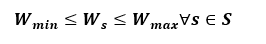 W_min ≤ W_s ≤ W_max ∀s ∈ S